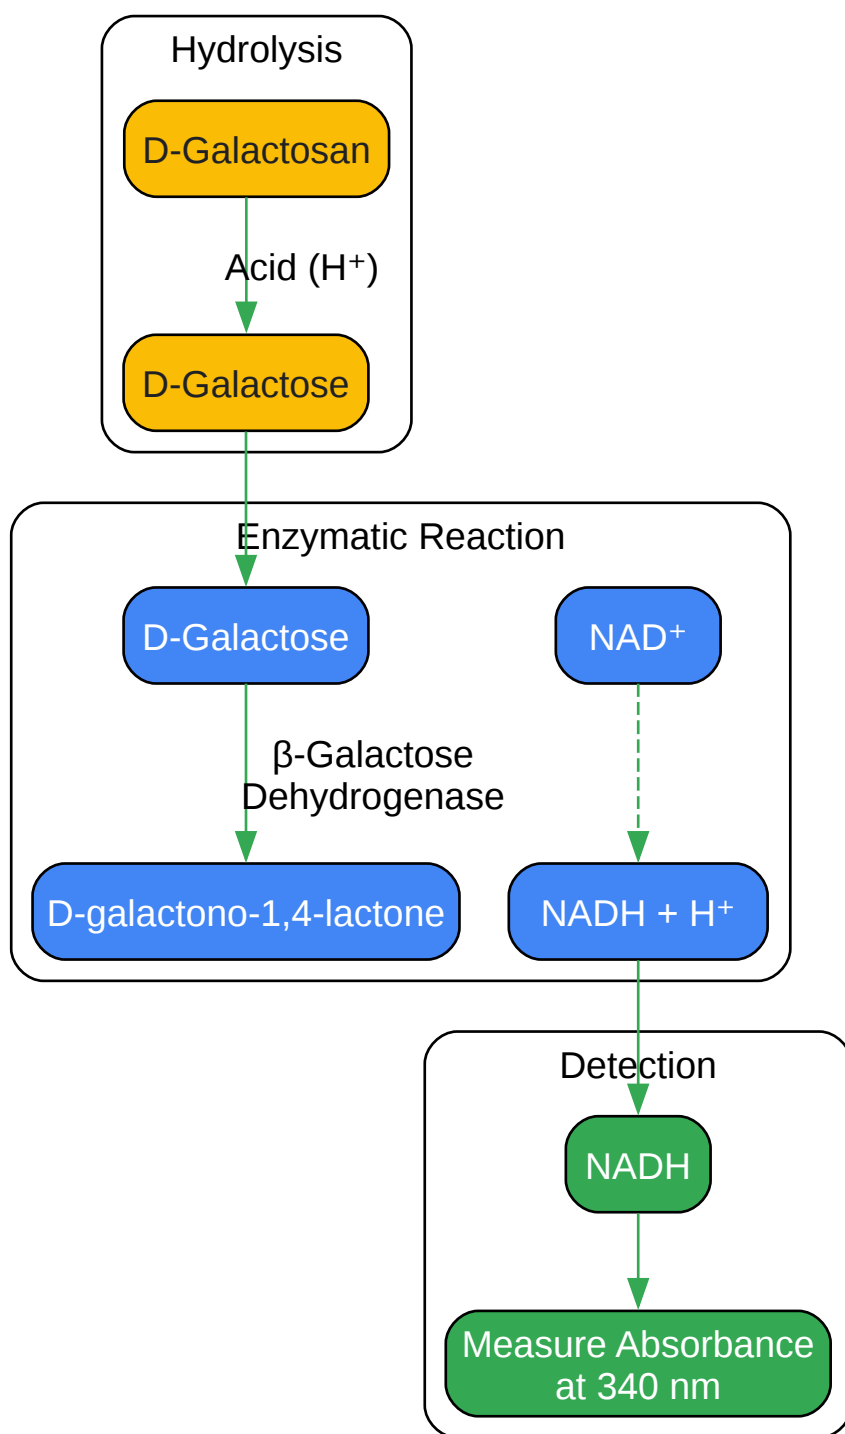 Hydrolysis
D-Galactosan
Acid (H⁺)
D-Galactose
Enzymatic Reaction
D-Galactose
NAD⁺
β-Galactose
Dehydrogenase
D-galactono-1,4-lactone
NADH + H⁺
Detection
NADH
Measure Absorbance
at 340 nm